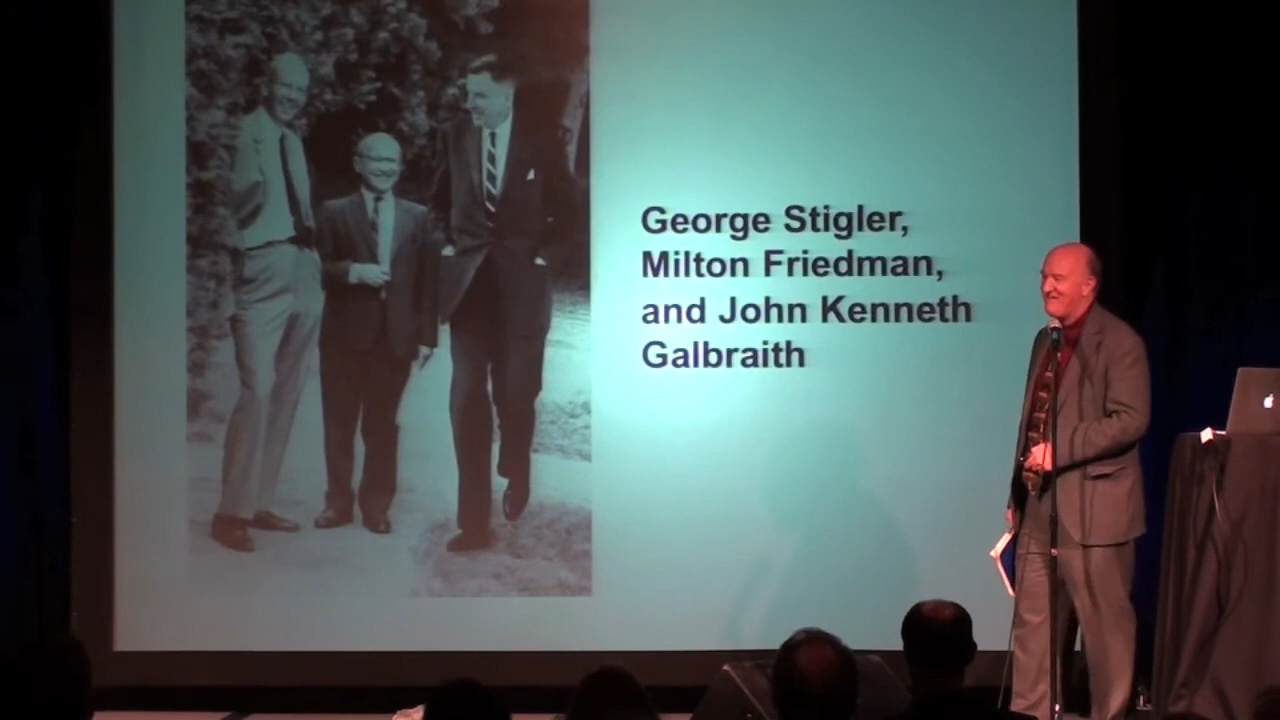 George Stigler,
Milton Friedman,
and John Kenneth
Galbraith